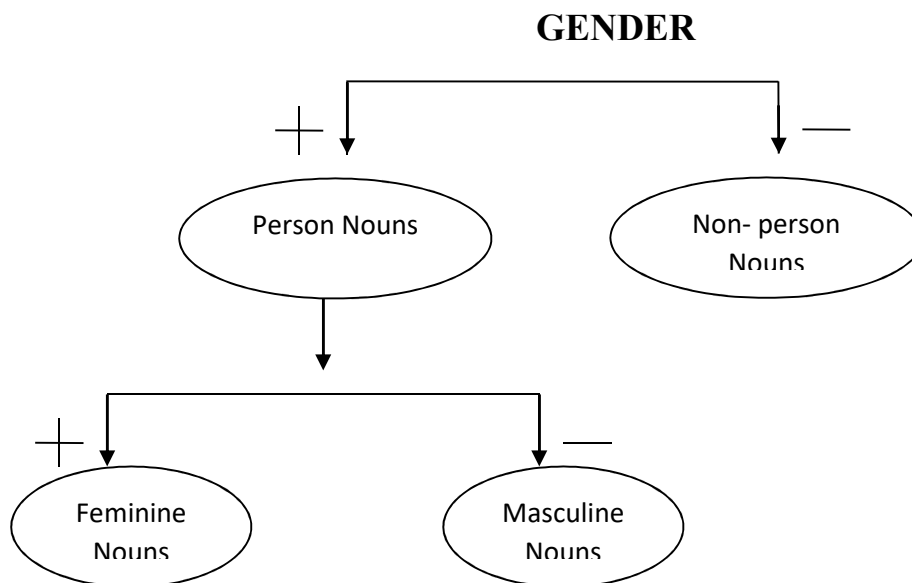 GENDER
+ —
Person Nouns
Non- person
Nouns
+ —
Feminine
Nouns
Masculine
Nouns